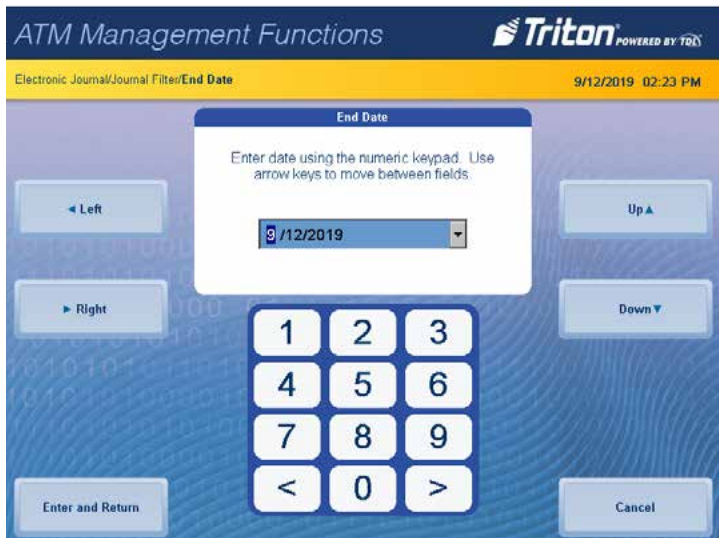 ATM Management Functions
Triton POWERED BY TDL
Electronic Journal/Journal Filter/End Date
9/12/2019 02:23 PM
End Date
Enter date using the numeric keypad. Use
arrow keys to move between fields.
9 /12/2019
◄ Left
Up▲
► Right
Down▼
1 2 3
4 5 6
7 8 9
< 0 >
Enter and Return
Cancel